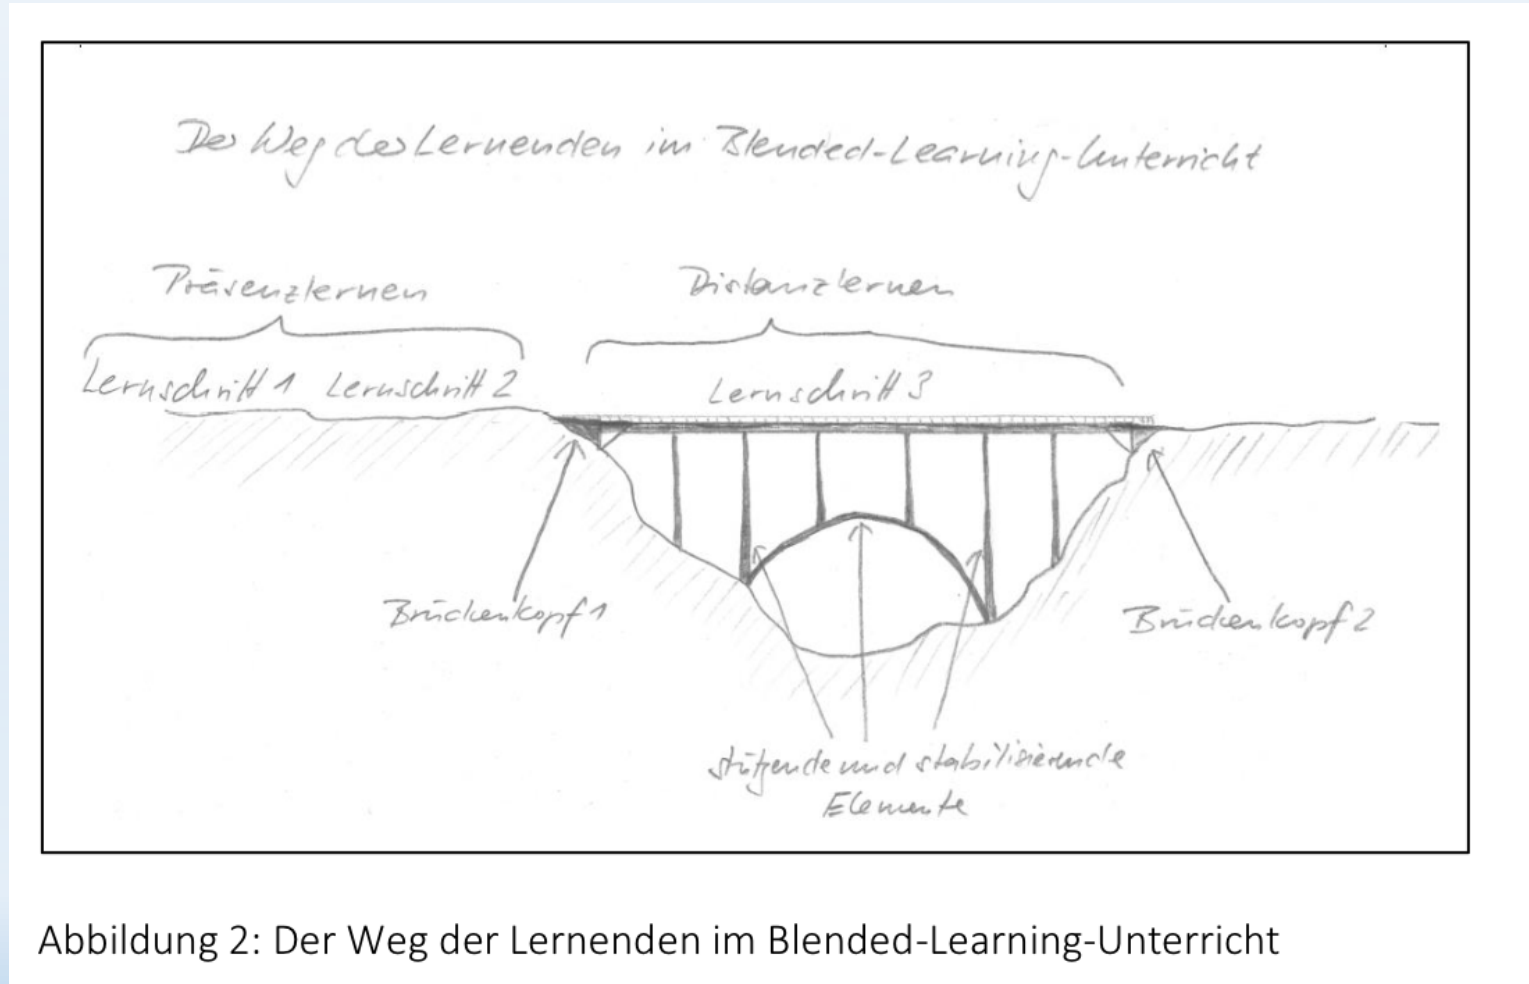 Der Weg der Lernenden im Blended-Learning-Unterricht
Präsenzlernen
Distanzlernen
Lernschritt 1 Lernschritt 2
Lernschritt 3
Brückenkopf 1
Brückenkopf 2
stützende und stabilisierende
Elemente
Abbildung 2: Der Weg der Lernenden im Blended-Learning-Unterricht